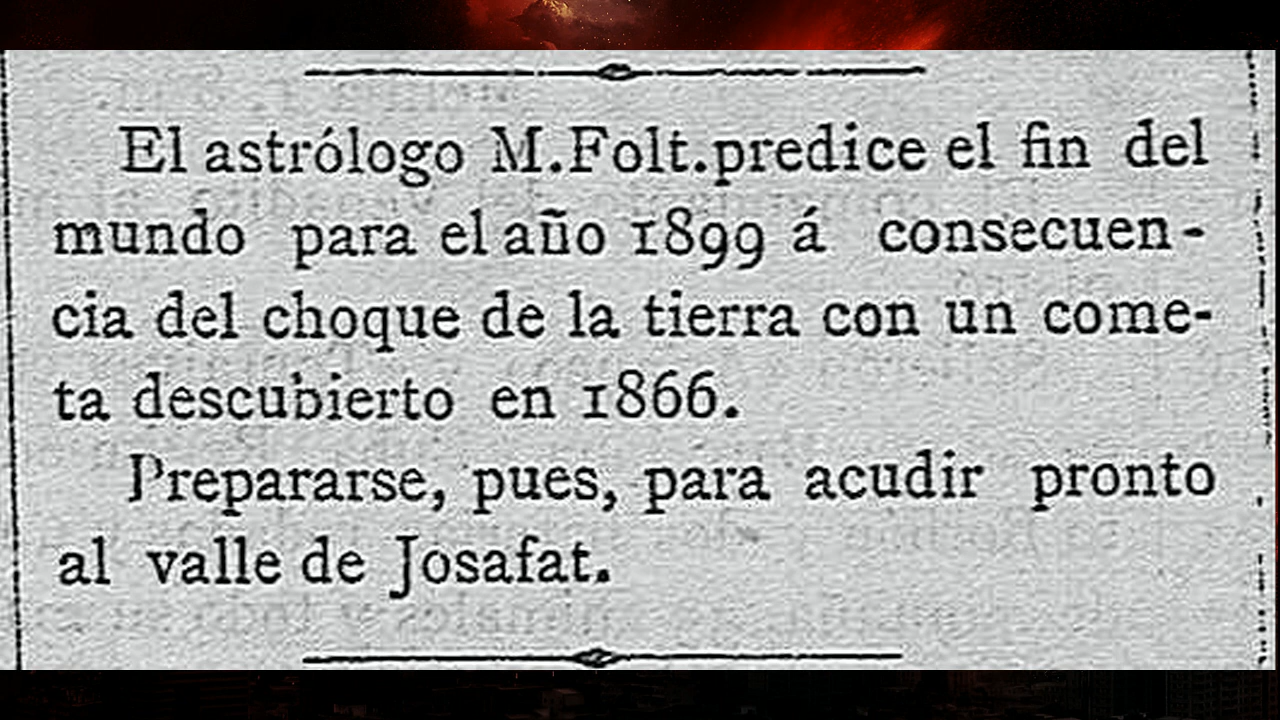 El astrólogo M.Folt.predice el fin del
mundo para el año 1899 á consecuen-
cia del choque de la tierra con un come-
ta descubierto en 1866.
Prepararse, pues, para acudir pronto
al valle de Josafat.